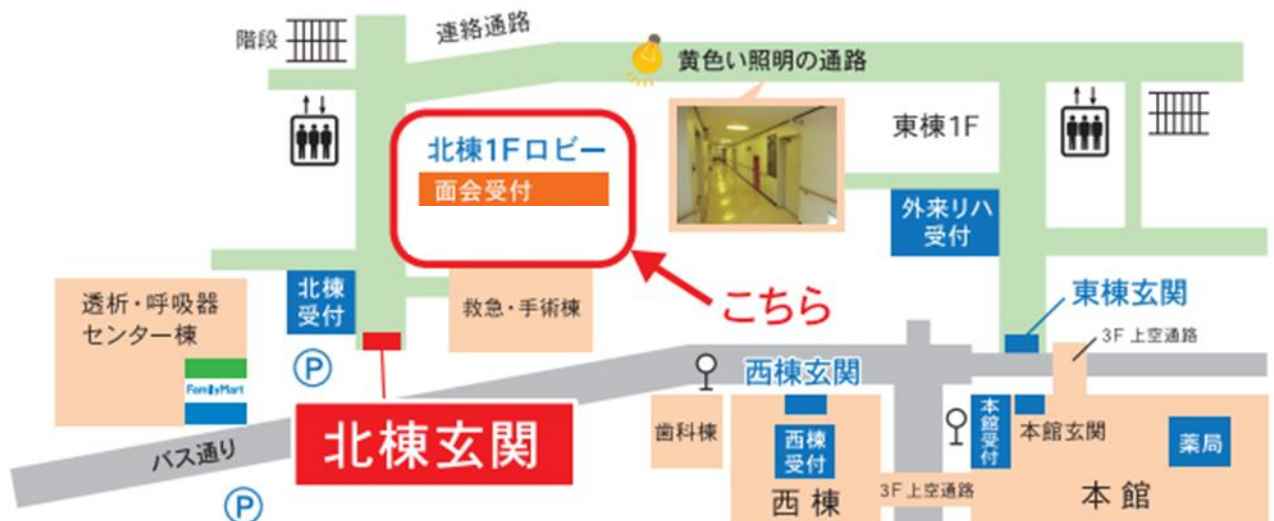 階段
連絡通路
黄色い照明の通路
北棟1Fロビー
面会受付
東棟1F
外来リハ
受付
透析・呼吸器
センター棟
FamilyMart
北棟
受付
救急・手術棟
こちら
東棟玄関
3F 上空通路
P
西棟玄関
北棟玄関
バス通り
P
歯科棟
西棟
受付
西棟
3F上空通路
本館受付
本館玄関
薬局
本館